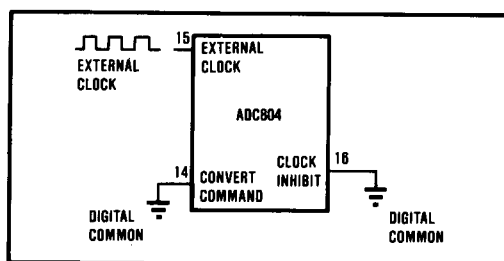 15
EXTERNAL
CLOCK
EXTERNAL
CLOCK
ADC804
14
CONVERT
COMMAND
CLOCK
INHIBIT
16
DIGITAL
COMMON
DIGITAL
COMMON